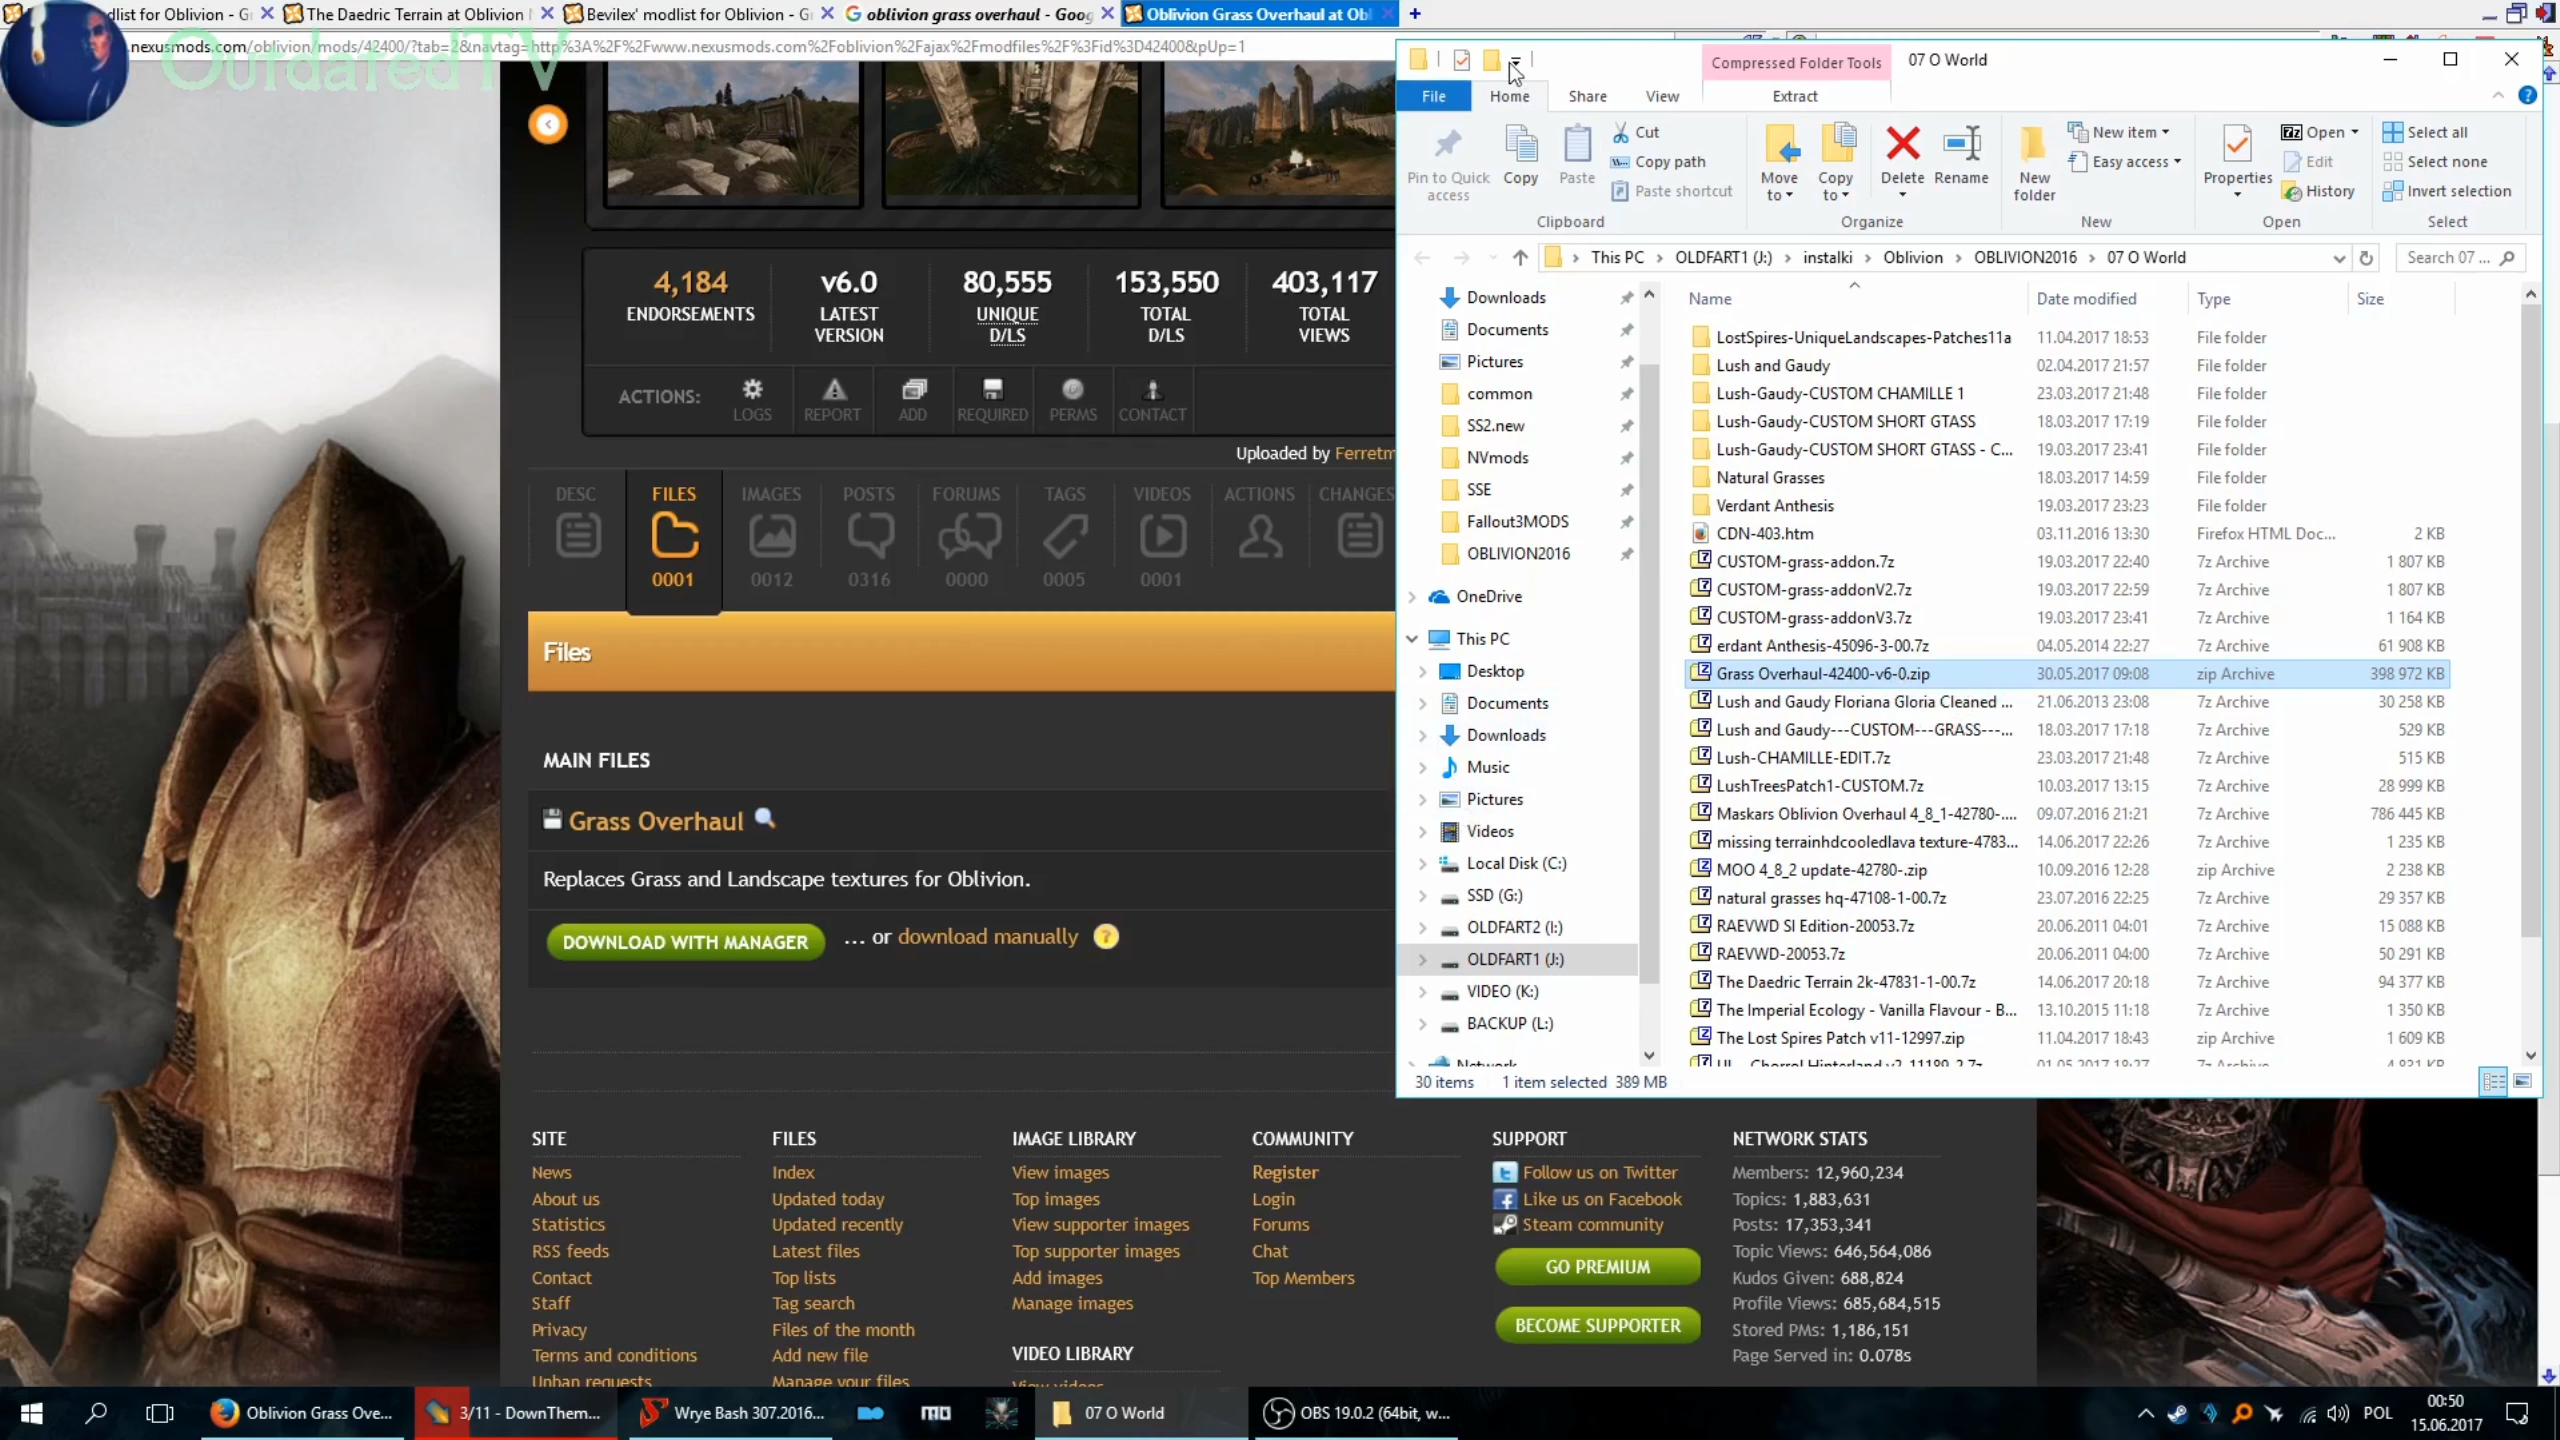 dlist for Oblivion - G
The Daedric Terrain at Oblivion
Bevilex' modlist for Oblivion - G
oblivion grass overhaul - Goog
Oblivion Grass Overhaul at Obl
.nexusmods.com/oblivion/mods/42400/?tab=2&navtag=http%3A%2F%2Fwww.nexusmods.com%2Foblivion%2Fajax%2Fmodfiles%2F%3Fid%3D42400&pUp=1
OutdatedTV
4,184
ENDORSEMENTS
v6.0
LATEST
VERSION
80,555
UNIQUE
D/LS
153,550
TOTAL
D/LS
403,117
TOTAL
VIEWS
ACTIONS:
LOGS
REPORT
ADD
REQUIRED
PERMS
CONTACT
Uploaded by Ferretm
DESC
FILES
0001
IMAGES
0012
POSTS
0316
FORUMS
0000
TAGS
0005
VIDEOS
0001
ACTIONS
CHANGES
Files
MAIN FILES
Grass Overhaul
Replaces Grass and Landscape textures for Oblivion.
DOWNLOAD WITH MANAGER
... or download manually
SITE
News
About us
Statistics
RSS feeds
Contact
Staff
Privacy
Terms and conditions
Unban requests
FILES
Index
Updated today
Updated recently
Latest files
Top lists
Tag search
Files of the month
Add new file
Manage your files
IMAGE LIBRARY
View images
Top images
View supporter images
Top supporter images
Add images
Manage images
VIDEO LIBRARY
View videos
COMMUNITY
Register
Login
Forums
Chat
Top Members
SUPPORT
Follow us on Twitter
Like us on Facebook
Steam community
GO PREMIUM
BECOME SUPPORTER
NETWORK STATS
Members: 12,960,234
Topics: 1,883,631
Posts: 17,353,341
Topic Views: 646,564,086
Kudos Given: 688,824
Profile Views: 685,684,515
Stored PMs: 1,186,151
Page Served in: 0.078s
Compressed Folder Tools
07 O World
File
Home
Share
View
Extract
Pin to Quick
access
Copy
Paste
Cut
Copy path
Paste shortcut
Clipboard
Move
to
Copy
to
Delete
Rename
Organize
New
folder
New item
Easy access
New
Properties
Open
Edit
History
Open
Select all
Select none
Invert selection
Select
This PC
OLDFART1 (J:)
instalki
Oblivion
OBLIVION2016
07 O World
Search 07 ...
Downloads
Documents
Pictures
common
SS2.new
NVmods
SSE
Fallout3MODS
OBLIVION2016
OneDrive
This PC
Desktop
Documents
Downloads
Music
Pictures
Videos
Local Disk (C:)
SSD (G:)
OLDFART2 (I:)
OLDFART1 (J:)
VIDEO (K:)
BACKUP (L:)
Network
Name Date modified Type Size
LostSpires-UniqueLandscapes-Patches11a 11.04.2017 18:53 File folder
Lush and Gaudy 02.04.2017 21:57 File folder
Lush-Gaudy-CUSTOM CHAMILLE 1 23.03.2017 21:48 File folder
Lush-Gaudy-CUSTOM SHORT GTASS 18.03.2017 17:19 File folder
Lush-Gaudy-CUSTOM SHORT GTASS - C... 19.03.2017 23:41 File folder
Natural Grasses 18.03.2017 14:59 File folder
Verdant Anthesis 19.03.2017 23:23 File folder
CDN-403.htm 03.11.2016 13:30 Firefox HTML Doc... 2 KB
CUSTOM-grass-addon.7z 19.03.2017 22:40 7z Archive 1 807 KB
CUSTOM-grass-addonV2.7z 19.03.2017 22:59 7z Archive 1 807 KB
CUSTOM-grass-addonV3.7z 19.03.2017 23:41 7z Archive 1 164 KB
erdant Anthesis-45096-3-00.7z 04.05.2014 22:27 7z Archive 61 908 KB
Grass Overhaul-42400-v6-0.zip 30.05.2017 09:08 zip Archive 398 972 KB
Lush and Gaudy Floriana Gloria Cleaned ... 21.06.2013 23:08 7z Archive 30 258 KB
Lush and Gaudy---CUSTOM---GRASS---... 18.03.2017 17:18 7z Archive 529 KB
Lush-CHAMILLE-EDIT.7z 23.03.2017 21:48 7z Archive 515 KB
LushTreesPatch1-CUSTOM.7z 10.03.2017 13:15 7z Archive 28 999 KB
Maskars Oblivion Overhaul 4_8_1-42780-.... 09.07.2016 21:21 7z Archive 786 445 KB
missing terrainhdcooledlava texture-4783... 14.06.2017 22:26 7z Archive 1 235 KB
MOO 4_8_2 update-42780-.zip 10.09.2016 12:28 zip Archive 2 238 KB
natural grasses hq-47108-1-00.7z 23.07.2016 22:25 7z Archive 29 357 KB
RAEVWD SI Edition-20053.7z 20.06.2011 04:01 7z Archive 15 088 KB
RAEVWD-20053.7z 20.06.2011 04:00 7z Archive 50 291 KB
The Daedric Terrain 2k-47831-1-00.7z 14.06.2017 20:18 7z Archive 94 377 KB
The Imperial Ecology - Vanilla Flavour - B... 13.10.2015 11:18 7z Archive 1 350 KB
The Lost Spires Patch v11-12997.zip 11.04.2017 18:43 zip Archive 1 609 KB
30 items 1 item selected 389 MB
Oblivion Grass Ove...
3/11 - DownThem...
Wrye Bash 307.2016...
07 O World
OBS 19.0.2 (64bit, w...
POL
00:50
15.06.2017